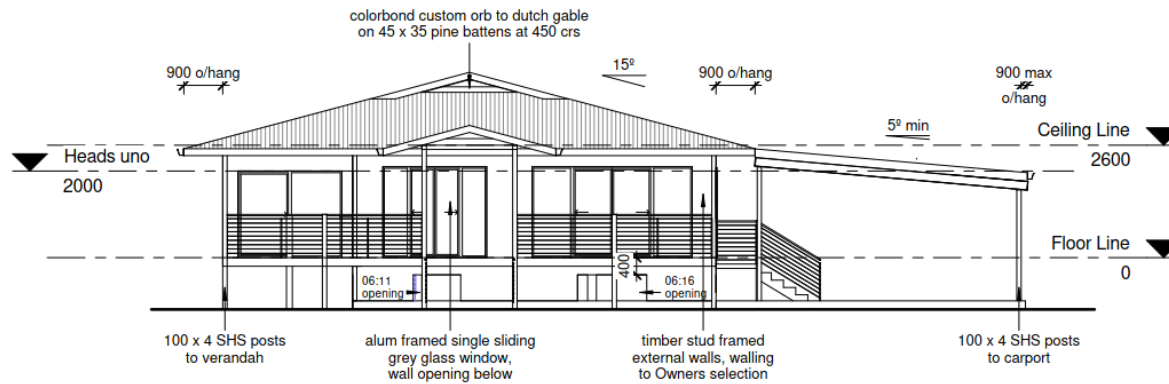 colorbond custom orb to dutch gable
on 45 x 35 pine battens at 450 crs
900 o/hang
15º
900 o/hang
900 max
o/hang
5º min
Ceiling Line
2600
Heads uno
2000
Floor Line
0
400
06:11
opening
06:16
opening
100 x 4 SHS posts
to verandah
alum framed single sliding
grey glass window,
wall opening below
timber stud framed
external walls, walling
to Owners selection
100 x 4 SHS posts
to carport